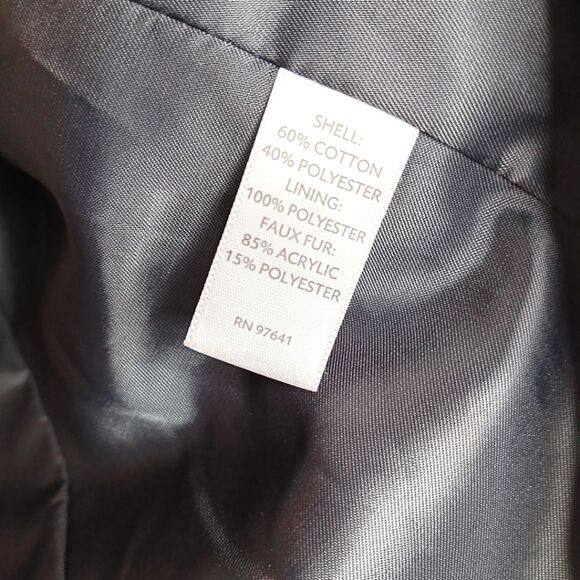 SHELL:
60% COTTON
40% POLYESTER
LINING:
100% POLYESTER
FAUX FUR:
85% ACRYLIC
15% POLYESTER
RN 97641